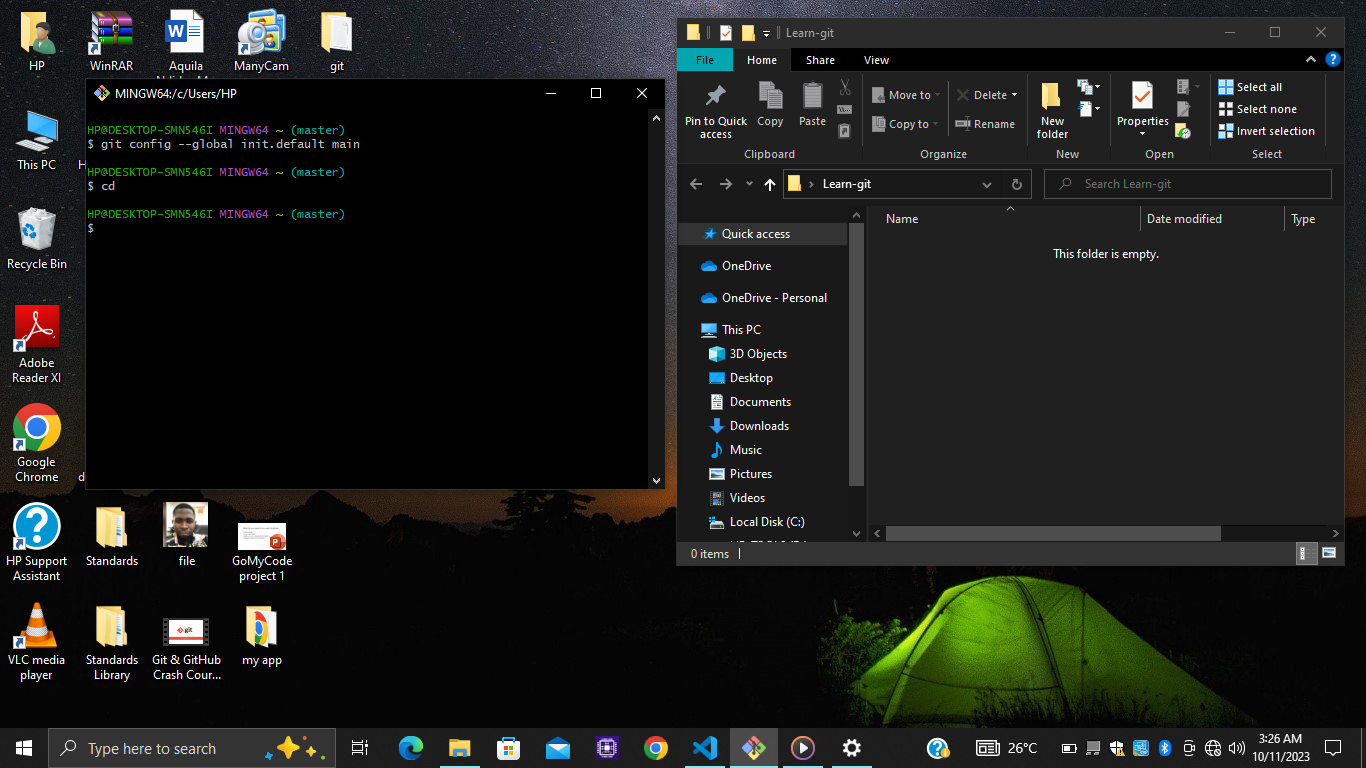 HP
WinRAR
Aquila
ManyCam
git
This PC
Recycle Bin
Adobe
Reader XI
Google
Chrome
HP Support
Assistant
Standards
file
GoMyCode
project 1
VLC media
player
Standards
Library
Git & GitHub
Crash Cour...
my app
MINGW64:/c/Users/HP
HP@DESKTOP-SMN546I MINGW64 ~ (master)
$ git config --global init.default main
HP@DESKTOP-SMN546I MINGW64 ~ (master)
$ cd
HP@DESKTOP-SMN546I MINGW64 ~ (master)
$
Learn-git
File Home Share View
Pin to Quick
access
Copy
Paste
Clipboard
Move to
Copy to
Delete
Rename
Organize
New
folder
New
Properties
Open
Select all
Select none
Invert selection
Select
Learn-git
Search Learn-git
Name Date modified Type
This folder is empty.
Quick access
OneDrive
OneDrive - Personal
This PC
3D Objects
Desktop
Documents
Downloads
Music
Pictures
Videos
Local Disk (C:)
0 items
Type here to search
26°C
3:26 AM
10/11/2023